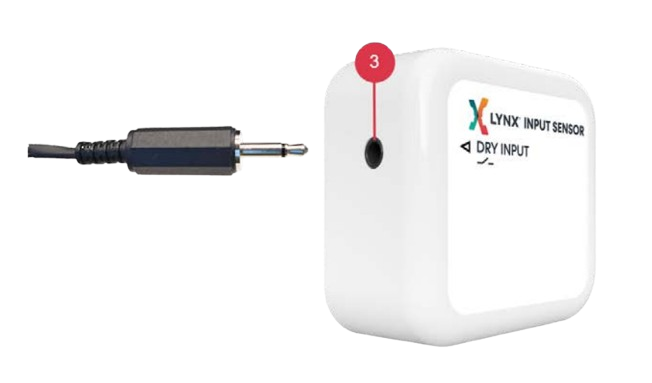 3
LYNX® INPUT SENSOR
DRY INPUT